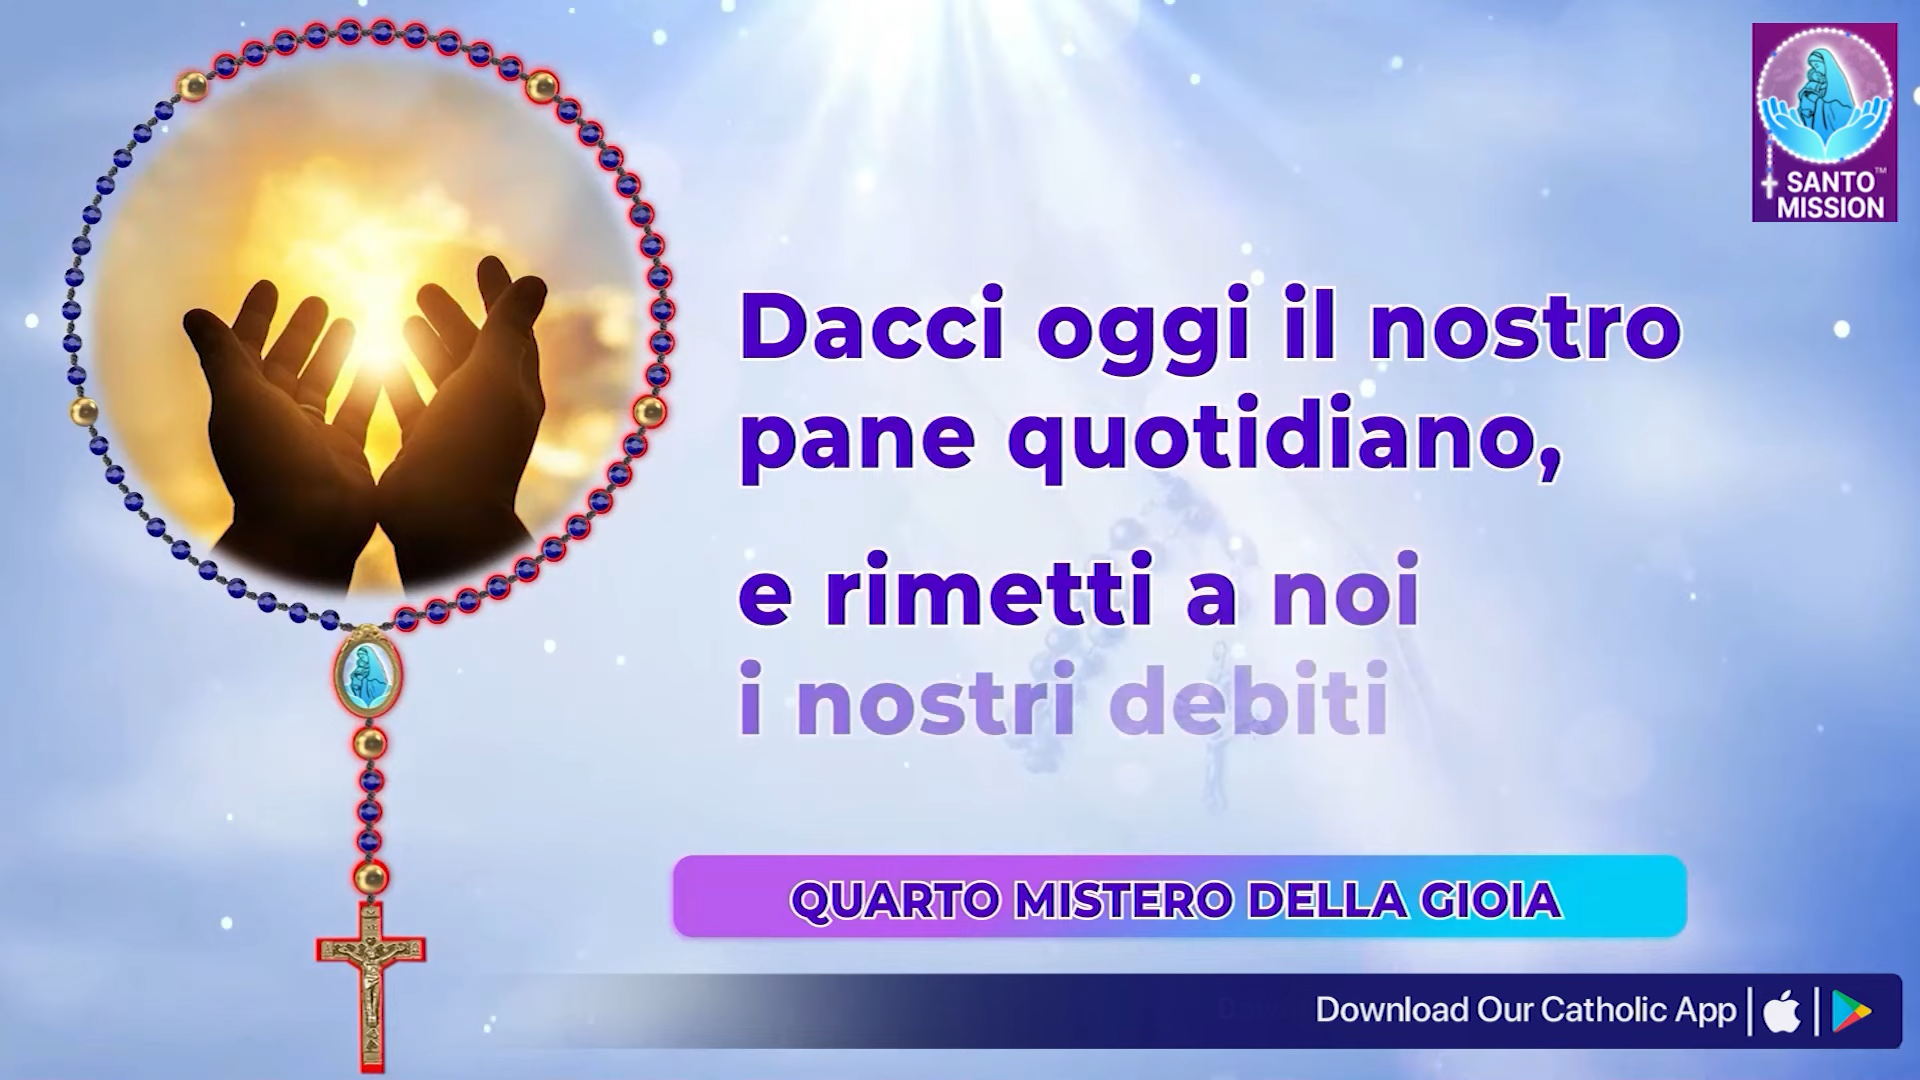 SANTO™
MISSION
Dacci oggi il nostro
pane quotidiano,
e rimetti a noi
i nostri debiti
QUARTO MISTERO DELLA GIOIA
Download Our Catholic App